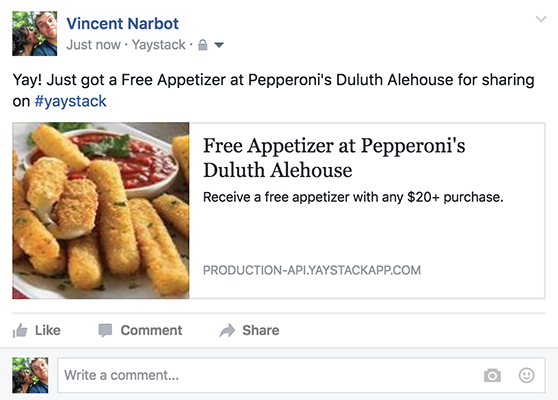 Vincent Narbot
Just now · Yaystack ·
Yay! Just got a Free Appetizer at Pepperoni's Duluth Alehouse for sharing
on #yaystack
Free Appetizer at Pepperoni's
Duluth Alehouse
Receive a free appetizer with any $20+ purchase.
PRODUCTION-API.YAYSTACKAPP.COM
Like Comment Share
Write a comment...